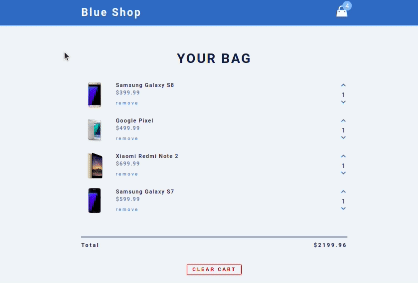 Blue Shop
4
YOUR BAG
Samsung Galaxy S8
$399.99
remove
1
Google Pixel
$499.99
remove
1
Xiaomi Redmi Note 2
$699.99
remove
1
Samsung Galaxy S7
$599.99
remove
1
Total $2199.96
CLEAR CART